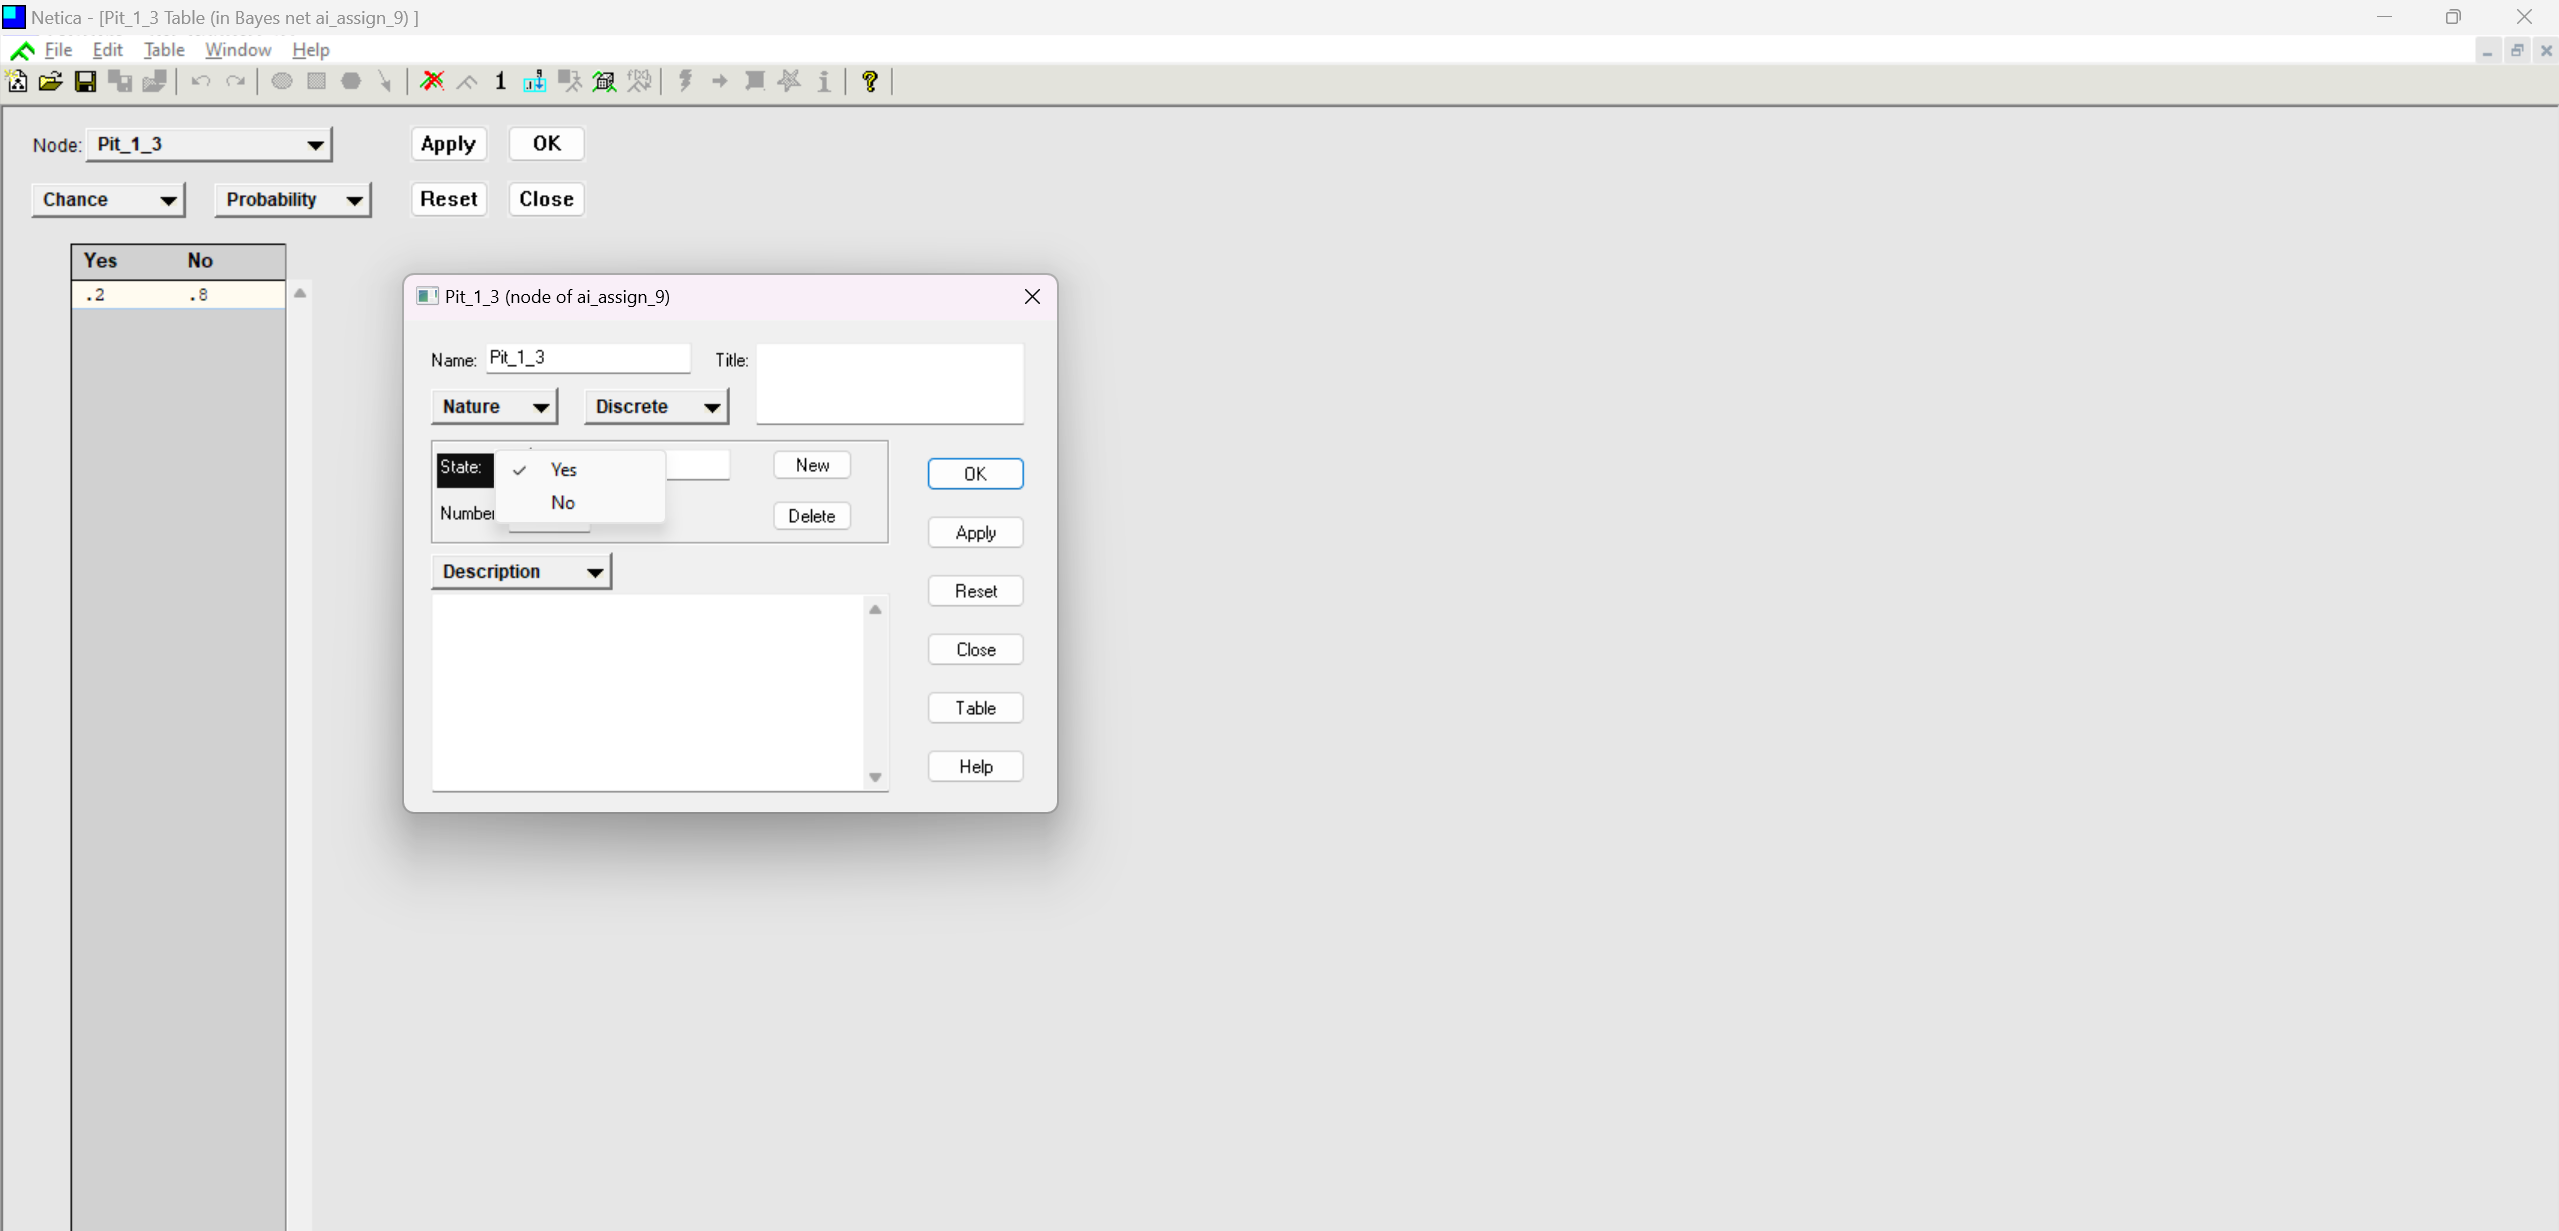 Netica - [Pit_1_3 Table (in Bayes net ai_assign_9) ]
File Edit Table Window Help
1 ?
Node: Pit_1_3 Apply OK
Chance Probability Reset Close
Yes No
.2 .8
Pit_1_3 (node of ai_assign_9)
Name: Pit_1_3 Title:
Nature Discrete
State: Yes New
No
Number Delete
OK
Apply
Description
Reset
Close
Table
Help